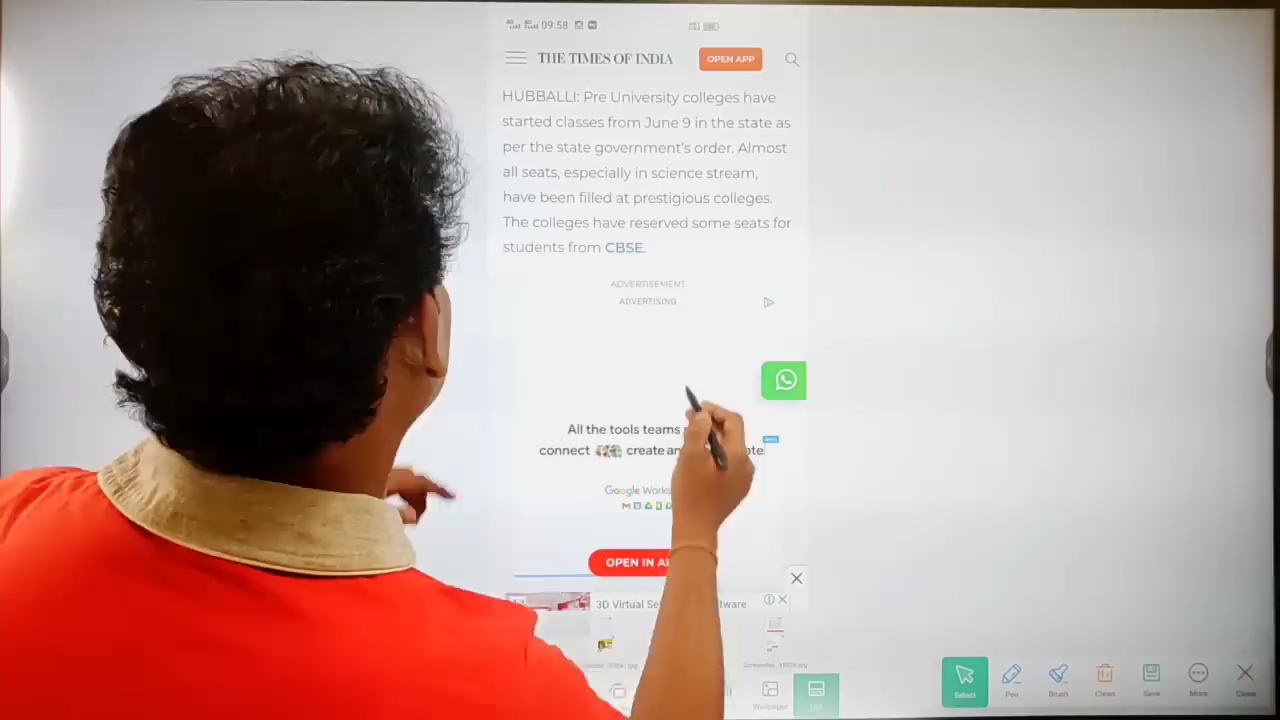 09:58
THE TIMES OF INDIA
OPEN APP
HUBBALLI: Pre University colleges have
started classes from June 9 in the state as
per the state government's order. Almost
all seats, especially in science stream,
have been filled at prestigious colleges.
The colleges have reserved some seats for
students from CBSE.
ADVERTISEMENT
ADVERTISING
All the tools teams
connect create an
Google Works
OPEN IN A
3D Virtual Se
Wallpaper
Select
Pen
Brush
Clean
Save
More
Close